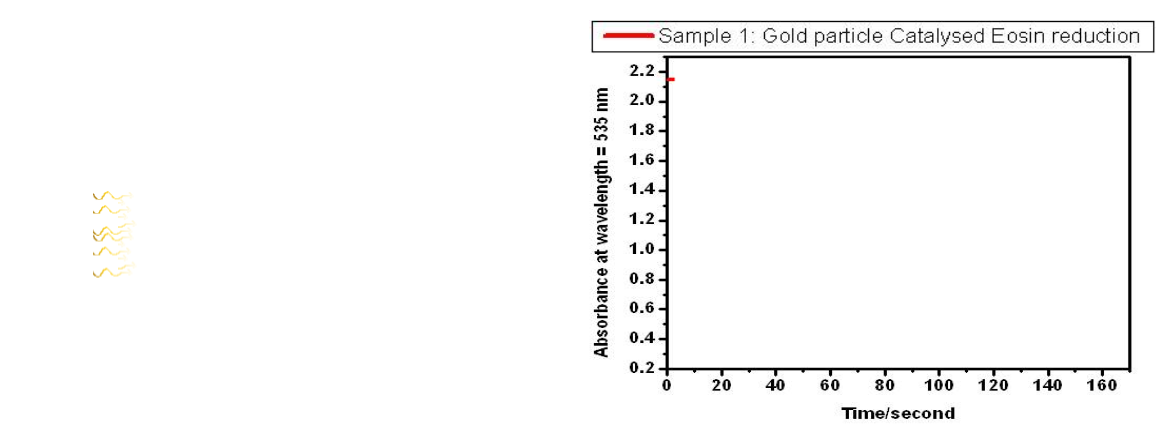 Sample 1: Gold particle Catalysed Eosin reduction
Absorbance at wavelength = 535 nm
2.2
2.0
1.8
1.6
1.4
1.2
1.0
0.8
0.6
0.4
0.2
0 20 40 60 80 100 120 140 160
Time/second